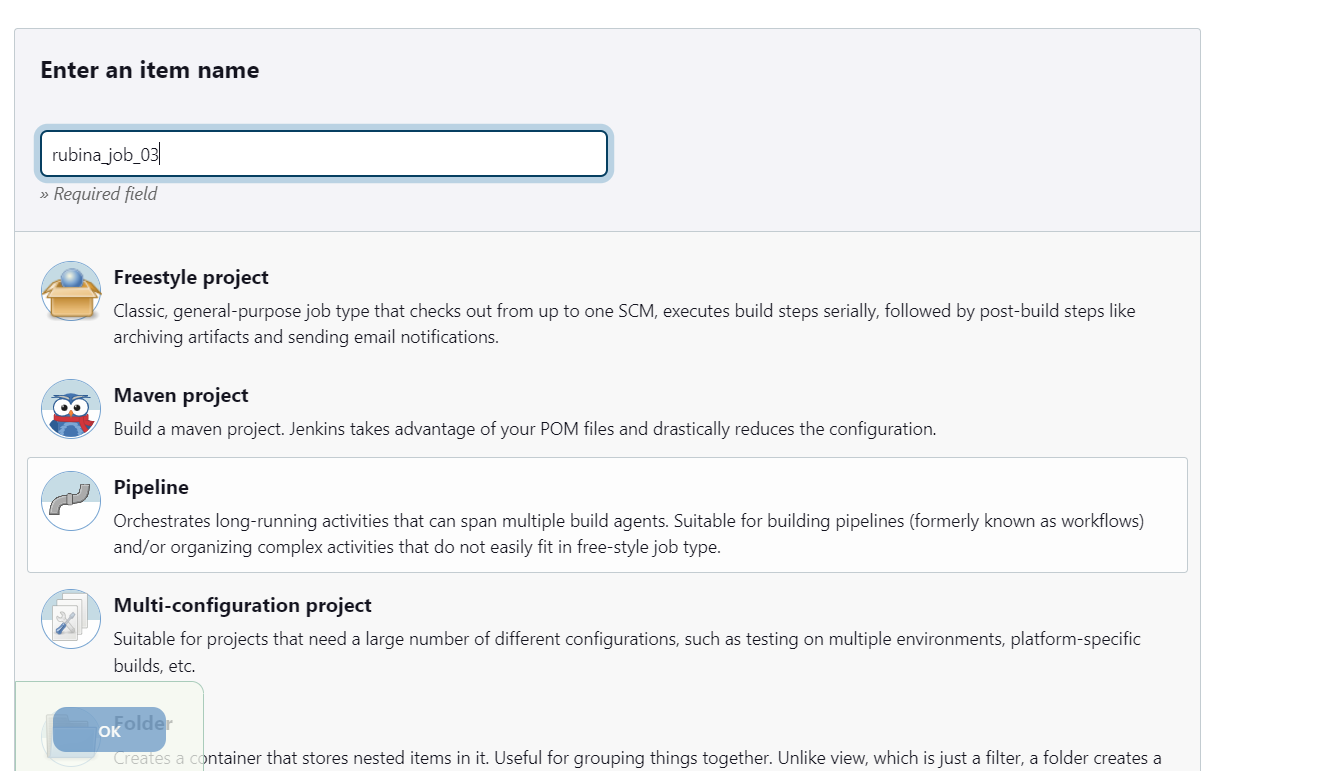 Enter an item name
rubina_job_03
» Required field
Freestyle project
Classic, general-purpose job type that checks out from up to one SCM, executes build steps serially, followed by post-build steps like
archiving artifacts and sending email notifications.
Maven project
Build a maven project. Jenkins takes advantage of your POM files and drastically reduces the configuration.
Pipeline
Orchestrates long-running activities that can span multiple build agents. Suitable for building pipelines (formerly known as workflows)
and/or organizing complex activities that do not easily fit in free-style job type.
Multi-configuration project
Suitable for projects that need a large number of different configurations, such as testing on multiple environments, platform-specific
builds, etc.
Folder
OK
Creates a container that stores nested items in it. Useful for grouping things together. Unlike view, which is just a filter, a folder creates a